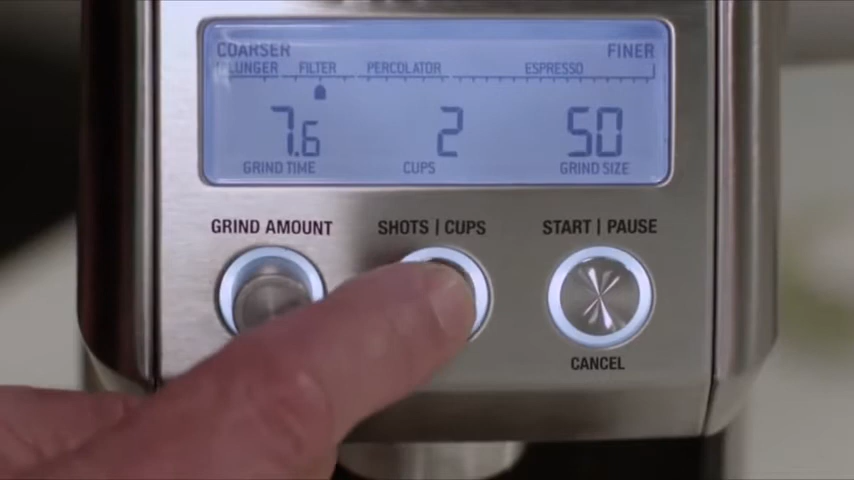 COARSER FINER
PLUNGER FILTER PERCOLATOR ESPRESSO
7.6 2 50
GRIND TIME CUPS GRIND SIZE
GRIND AMOUNT SHOTS | CUPS START | PAUSE
CANCEL